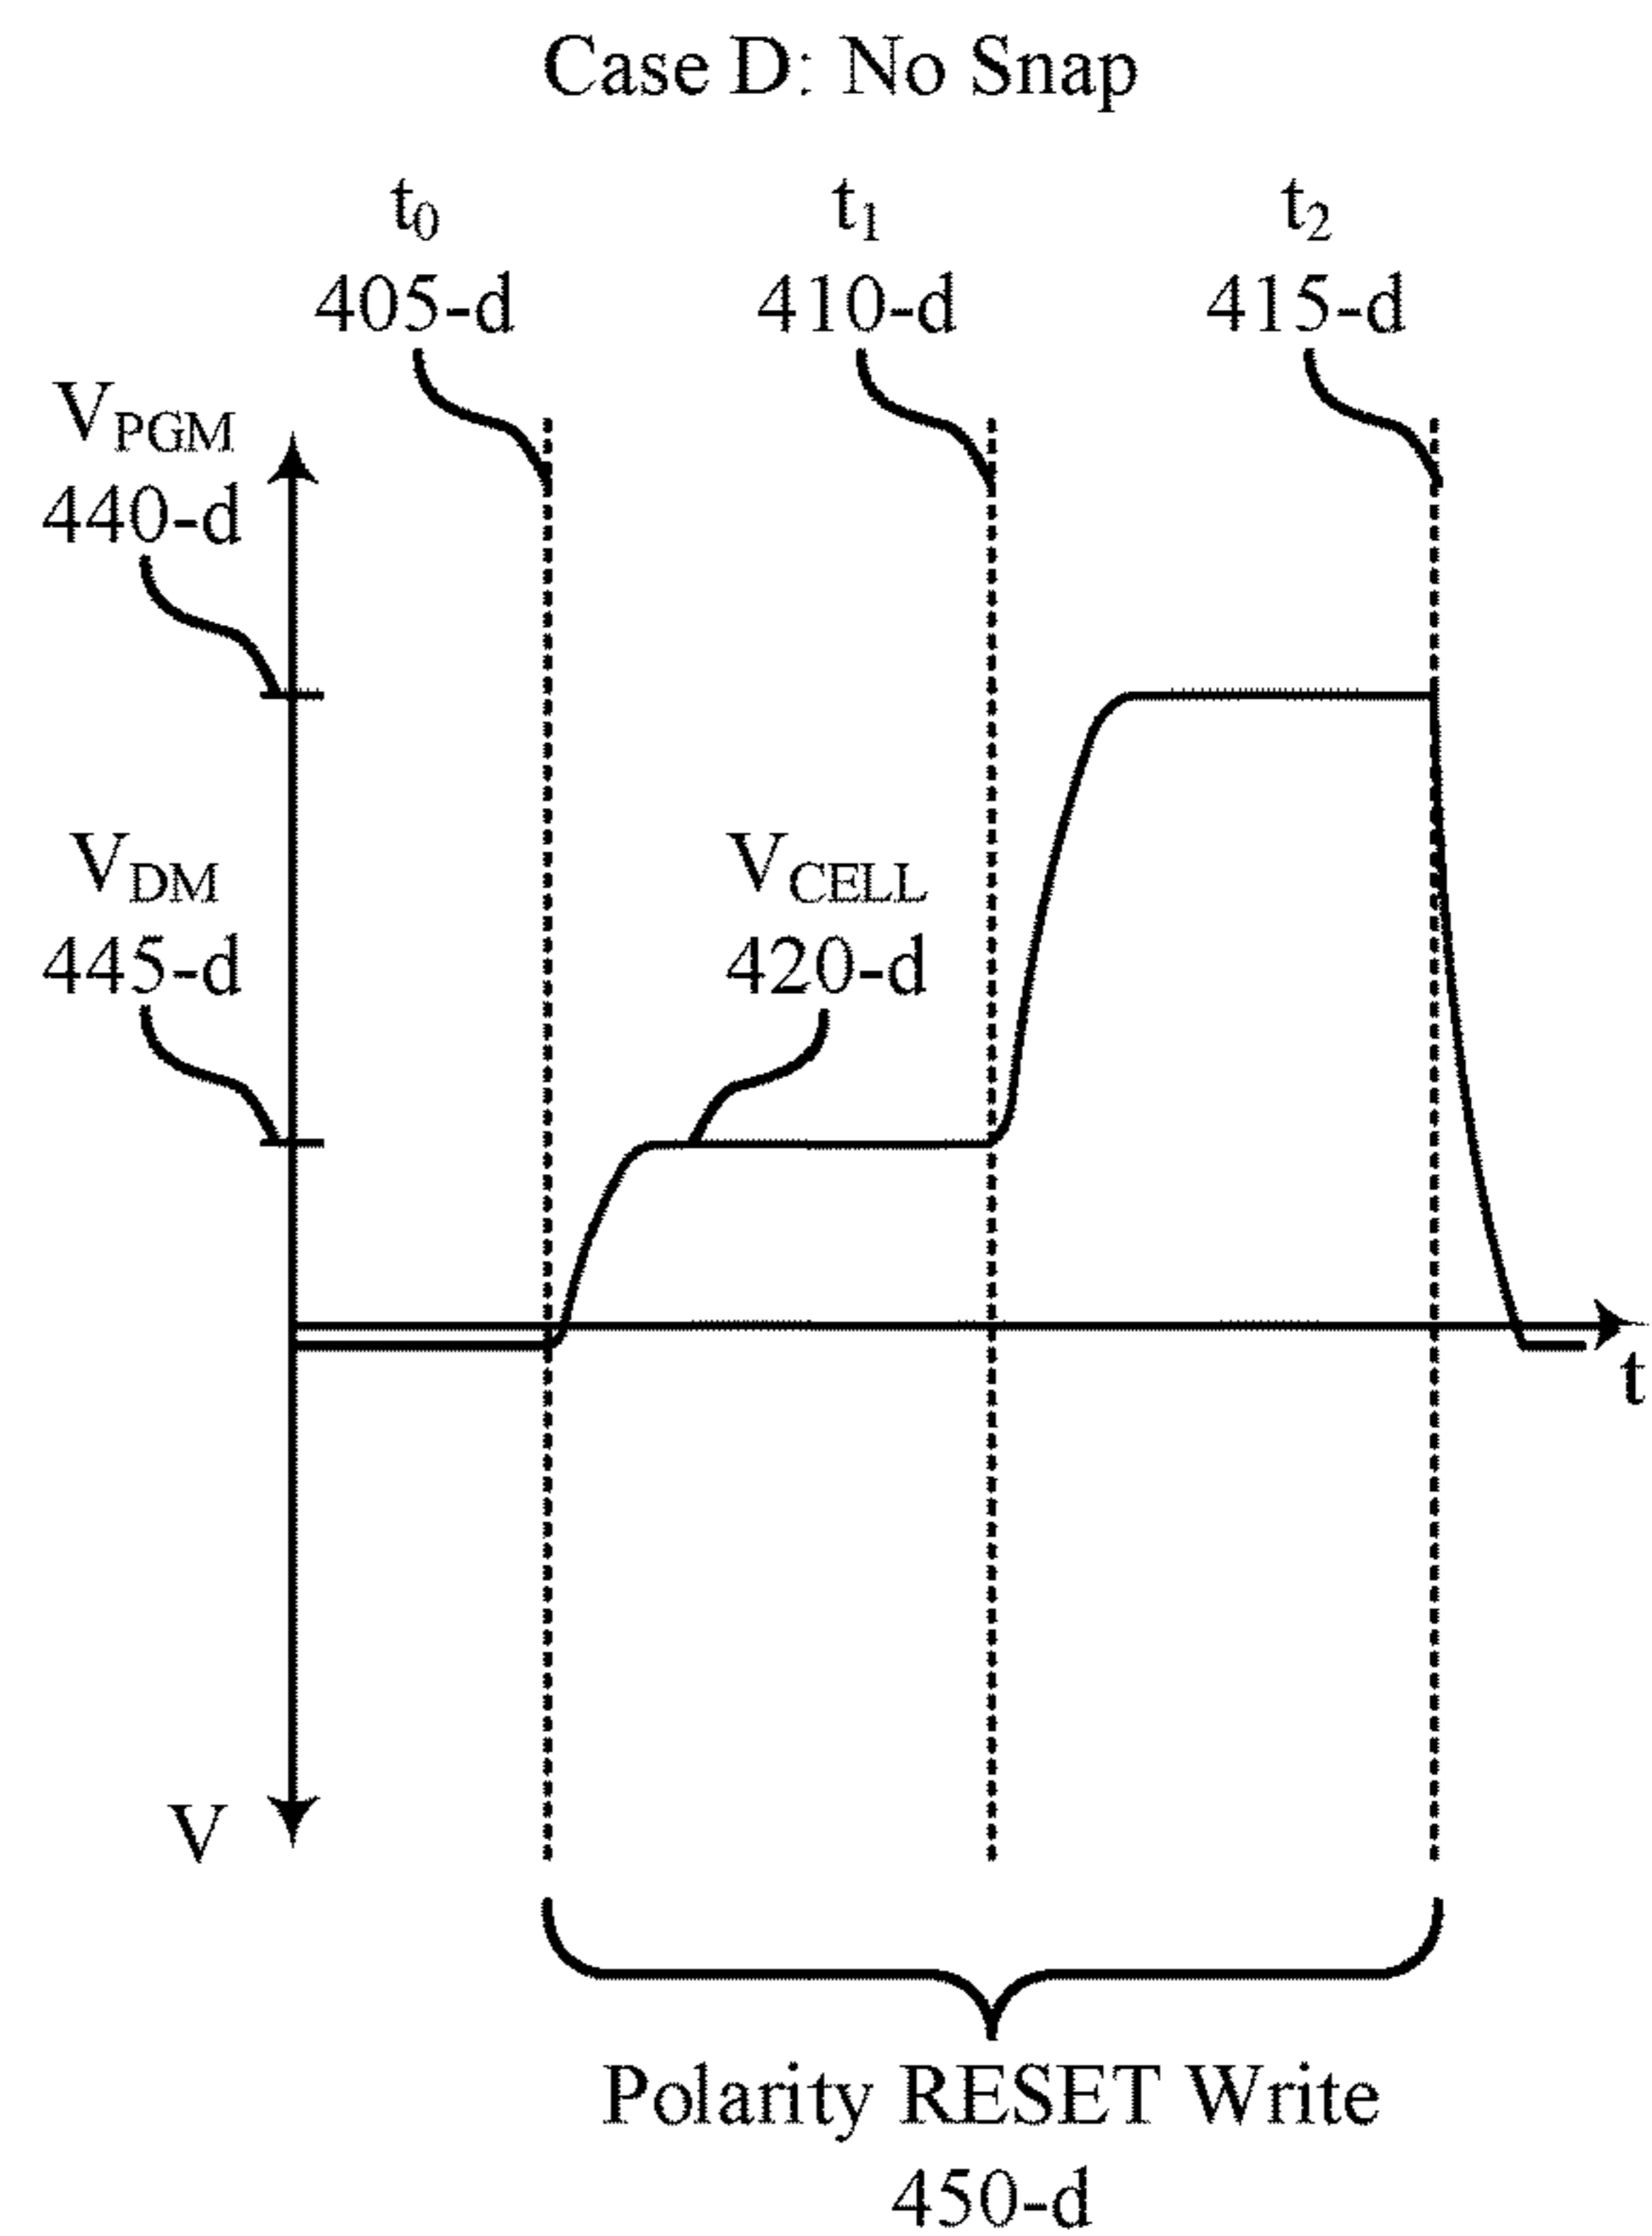 Case D: No Snap
t0
405-d
t1
410-d
t2
415-d
VPGM
440-d
VDM
445-d
VCELL
420-d
t
V
Polarity RESET Write
450-d